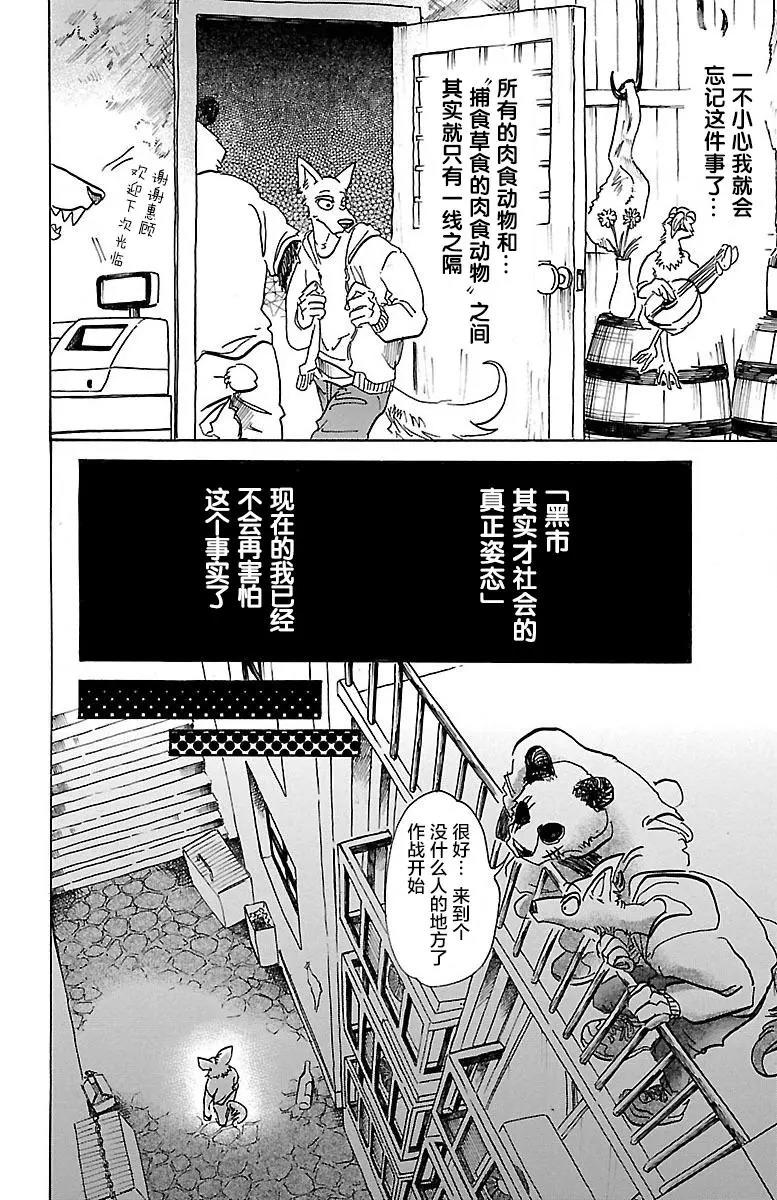 一不小心我就会
忘记这件事了…
所有的肉食动物和…
“捕食草食的肉食动物”之间
其实就只有一线之隔
谢谢惠顾
欢迎下次光临
「黑市
其实才社会的
真正姿态」
现在的我已经
不会再害怕
这个事实了
很好… 来到个
没什么人的地方了
作战开始